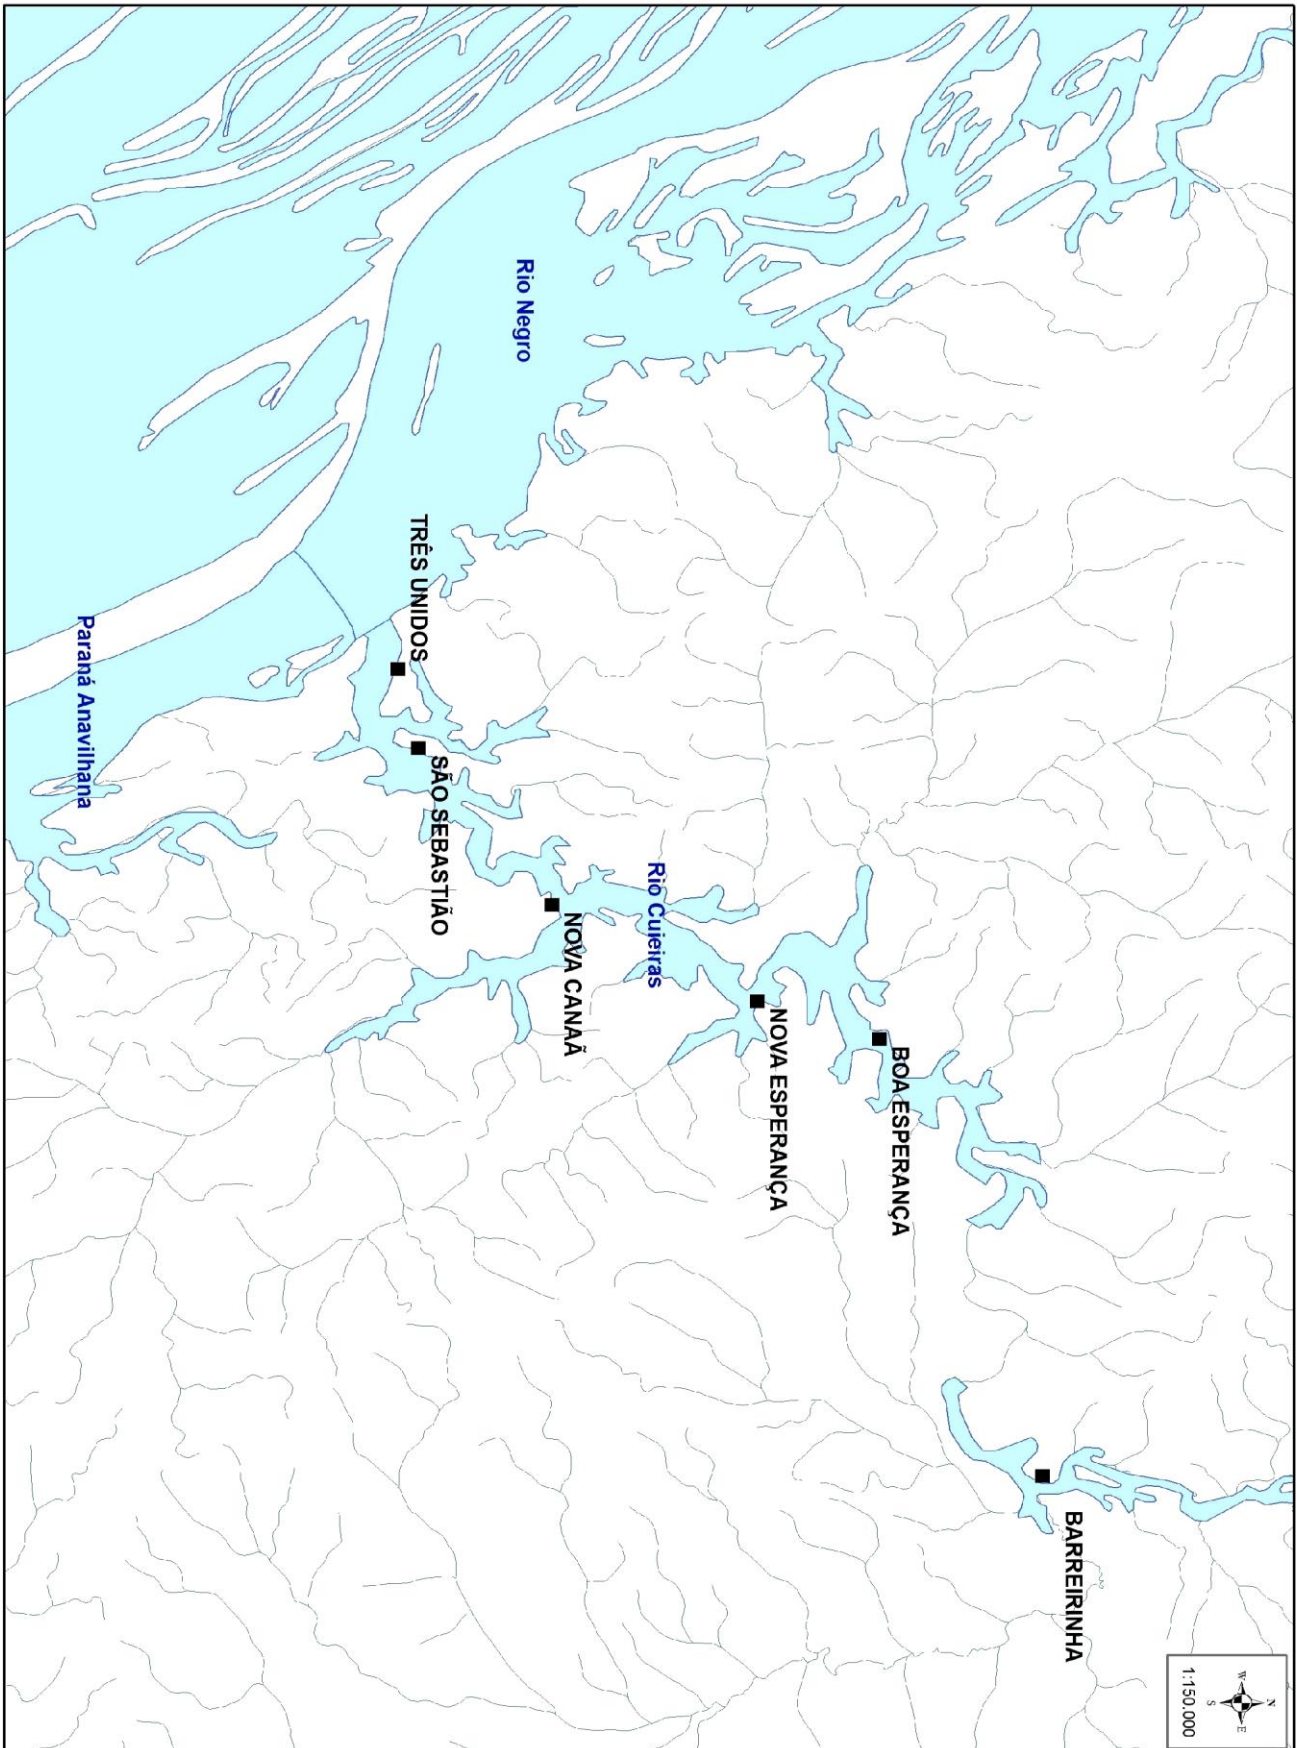 N
W
E
S
1:150.000
BARREIRINHA
BOA ESPERANÇA
NOVA ESPERANÇA
Rio Cuieiras
NOVA CANAÃ
Rio Negro
SÃO SEBASTIÃO
TRÊS UNIDOS
Paraná Anavilhana